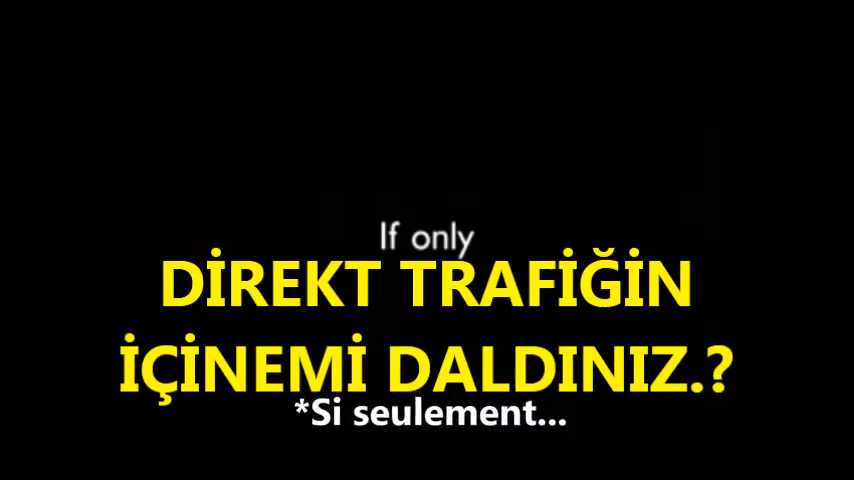 If only
DİREKT TRAFİĞİN
İÇİNEMİ DALDINIZ.?
*Si seulement...